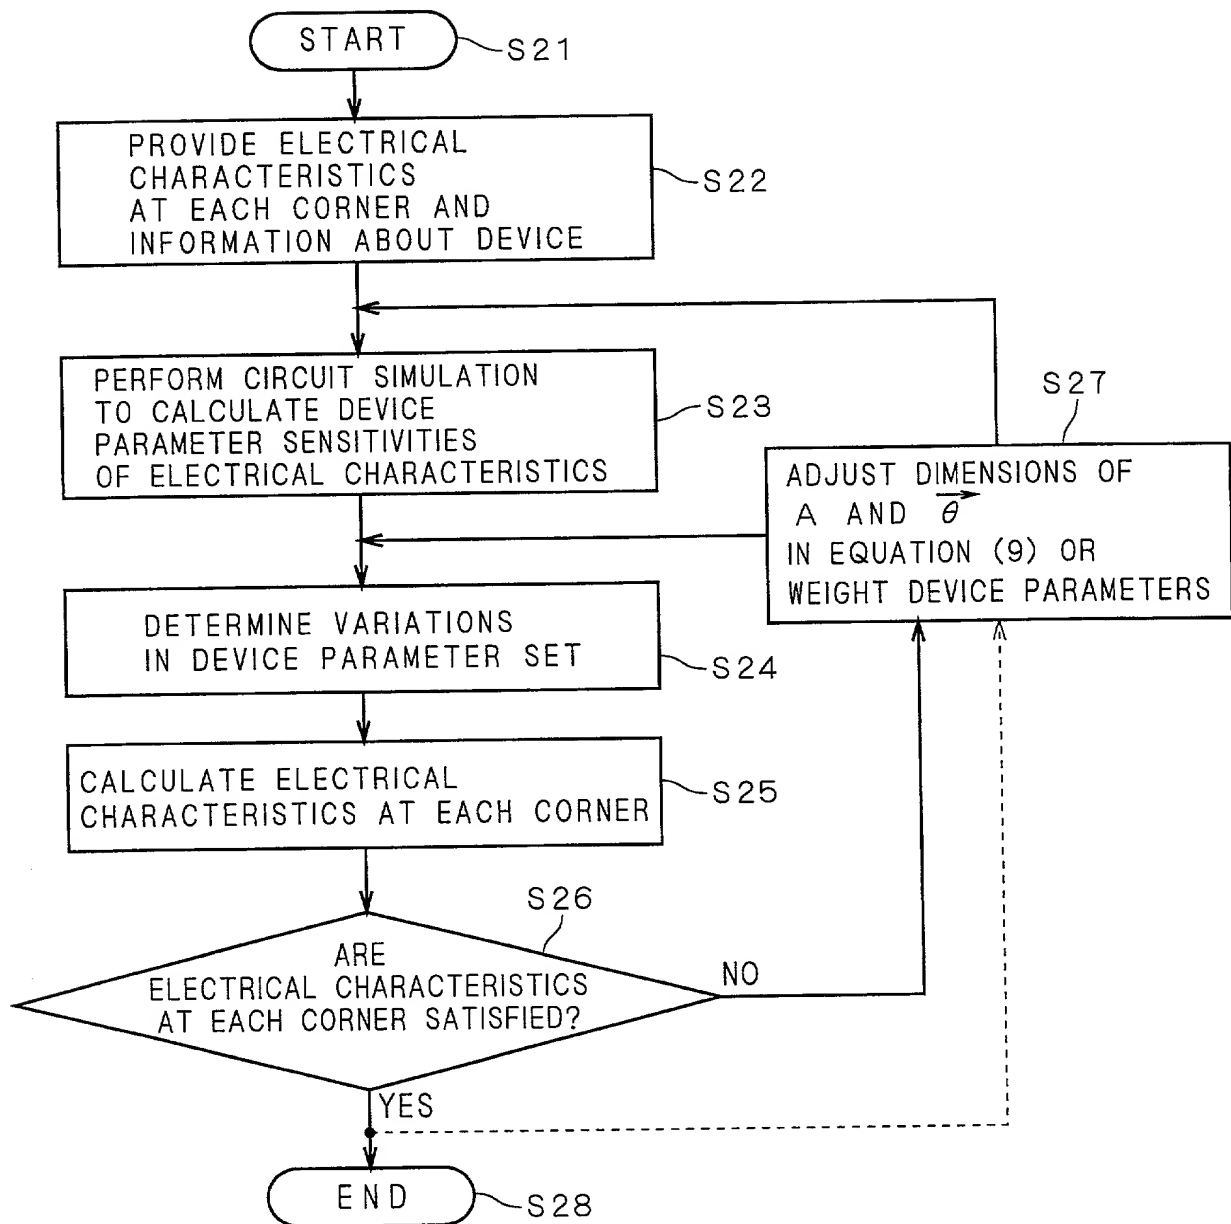 START
S21
PROVIDE ELECTRICAL
CHARACTERISTICS
AT EACH CORNER AND
INFORMATION ABOUT DEVICE
S22
PERFORM CIRCUIT SIMULATION
TO CALCULATE DEVICE
PARAMETER SENSITIVITIES
OF ELECTRICAL CHARACTERISTICS
S23
S27
ADJUST DIMENSIONS OF
A AND θ⃗
IN EQUATION (9) OR
WEIGHT DEVICE PARAMETERS
DETERMINE VARIATIONS
IN DEVICE PARAMETER SET
S24
CALCULATE ELECTRICAL
CHARACTERISTICS AT EACH CORNER
S25
S26
ARE
ELECTRICAL CHARACTERISTICS
AT EACH CORNER SATISFIED?
NO
YES
END
S28